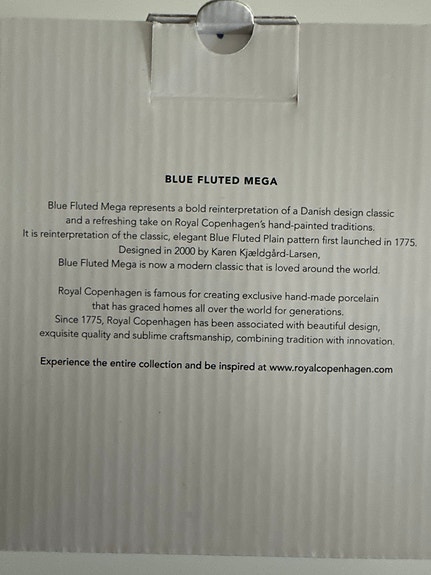 BLUE FLUTED MEGA
Blue Fluted Mega represents a bold reinterpretation of a Danish design classic
and a refreshing take on Royal Copenhagen's hand-painted traditions.
It is reinterpretation of the classic, elegant Blue Fluted Plain pattern first launched in 1775.
Designed in 2000 by Karen Kjældgård-Larsen,
Blue Fluted Mega is now a modern classic that is loved around the world.
Royal Copenhagen is famous for creating exclusive hand-made porcelain
that has graced homes all over the world for generations.
Since 1775, Royal Copenhagen has been associated with beautiful design,
exquisite quality and sublime craftsmanship, combining tradition with innovation.
Experience the entire collection and be inspired at www.royalcopenhagen.com